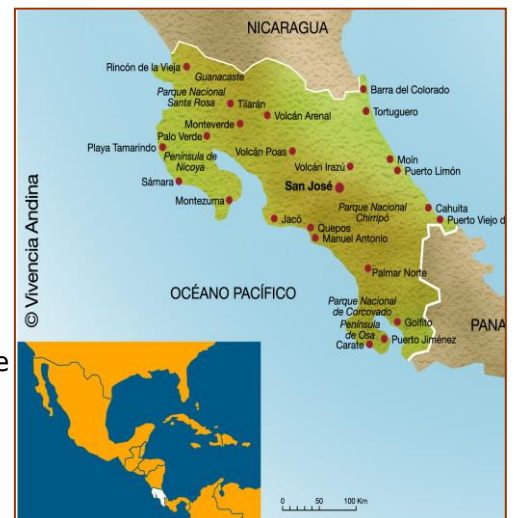 NICARAGUA
Rincón de la Vieja
Guanacaste
Parque Nacional
Santa Rosa
Tilarán
Barra del Colorado
Volcán Arenal
Tortuguero
Monteverde
Palo Verde
Playa Tamarindo
Península de
Nicoya
Volcán Poas
Moín
Volcán Irazú
Puerto Limón
Sámara
San José
Montezuma
Parque Nacional
Chirripó
Cahuita
Puerto Viejo d
Jacó
Quepos
Manuel Antonio
Palmar Norte
OCÉANO PACÍFICO
Parque Nacional
de Corcovado
Península
de Osa
Golfito
PANA
Carate
Puerto Jiménez
© Vivencia Andina
e
0 50 100 Km